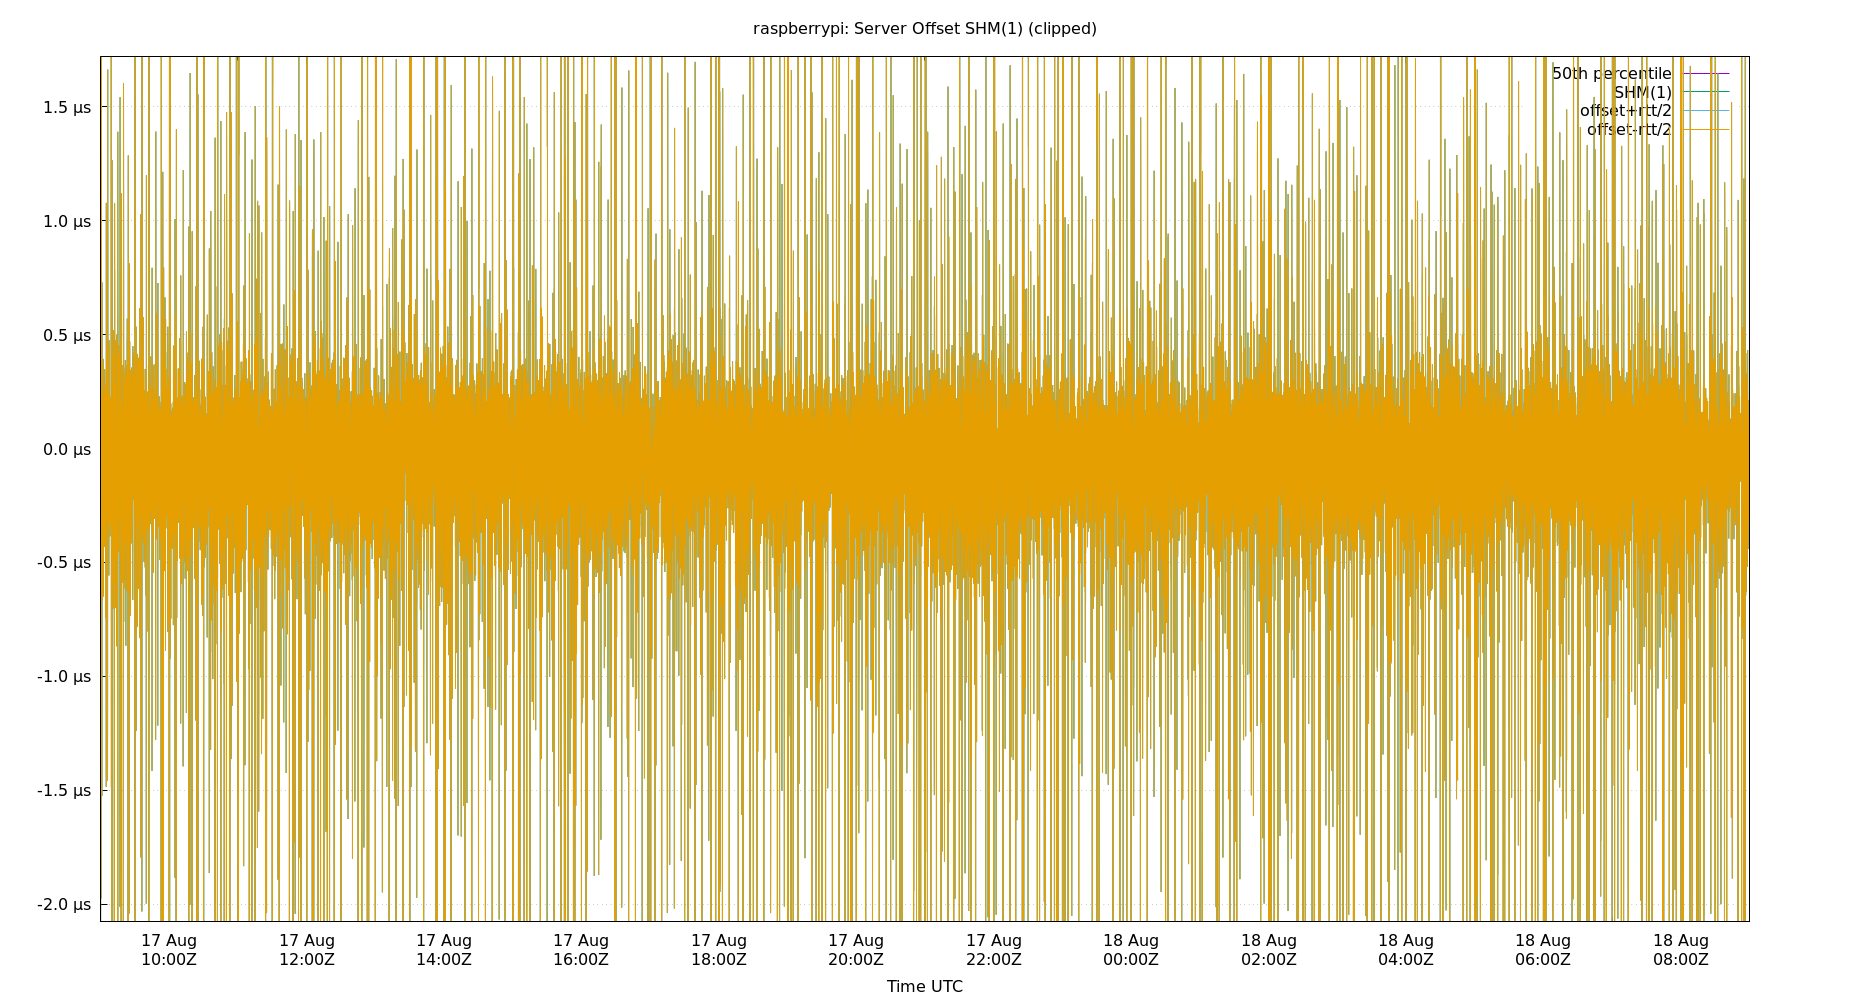 raspberrypi: Server Offset SHM(1) (clipped)
50th percentile
SHM(1)
offset+rtt/2
offset-rtt/2
1.5 µs
1.0 µs
0.5 µs
0.0 µs
-0.5 µs
-1.0 µs
-1.5 µs
-2.0 µs
17 Aug 17 Aug 17 Aug 17 Aug 17 Aug 17 Aug 17 Aug 18 Aug 18 Aug 18 Aug 18 Aug 18 Aug
10:00Z 12:00Z 14:00Z 16:00Z 18:00Z 20:00Z 22:00Z 00:00Z 02:00Z 04:00Z 06:00Z 08:00Z
Time UTC